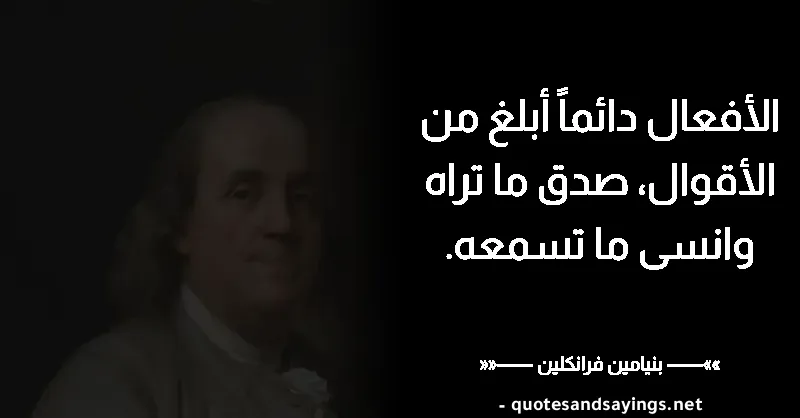 الأفعال دائماً أبلغ من
الأقوال، صدق ما تراه
وانسى ما تسمعه.
»»—— بنيامين فرانكلين ——««
- quotesandsayings.net